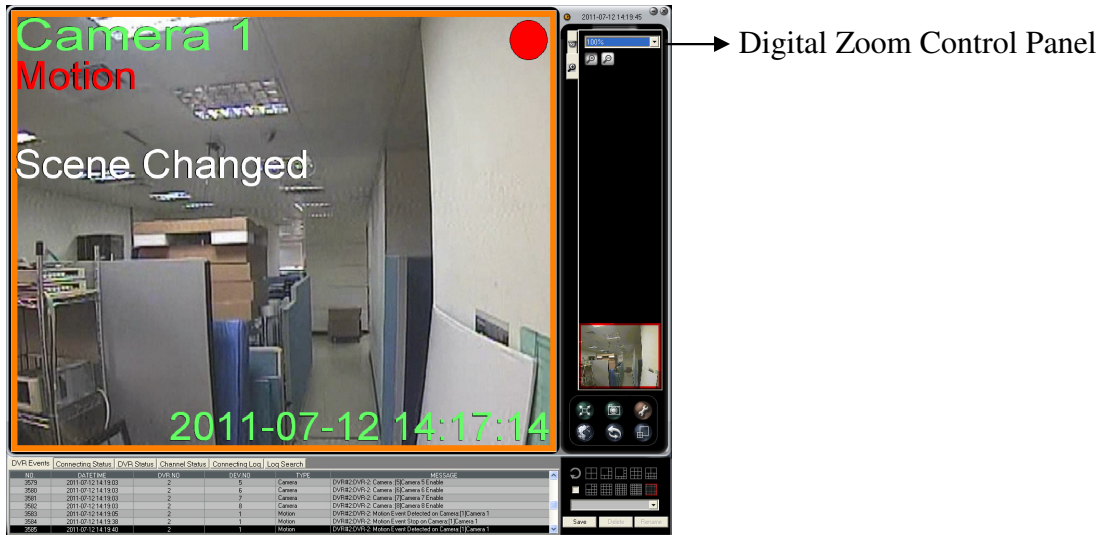 Camera 1
Motion
Scene Changed
2011-07-12 14:17:14
2011-07-12 14:19:45
100%
Digital Zoom Control Panel
DVR Events Connecting Status DVR Status Channel Status Connecting Log Log Search
NO. DATETIME DVR.NO DEV.NO TYPE MESSAGE
3579 2011-07-12 14:19:03 2 5 Camera DVR#2:DVR-2: Camera :[5]Camera 5 Enable
3580 2011-07-12 14:19:03 2 6 Camera DVR#2:DVR-2: Camera :[6]Camera 6 Enable
3581 2011-07-12 14:19:03 2 7 Camera DVR#2:DVR-2: Camera :[7]Camera 7 Enable
3582 2011-07-12 14:19:03 2 8 Camera DVR#2:DVR-2: Camera :[8]Camera 8 Enable
3583 2011-07-12 14:19:05 2 1 Motion DVR#2:DVR-2: Motion Event Detected on Camera:[1]Camera 1
3584 2011-07-12 14:19:38 2 1 Motion DVR#2:DVR-2: Motion Event Stop on Camera:[1]Camera 1
3585 2011-07-12 14:19:40 2 1 Motion DVR#2:DVR-2: Motion Event Detected on Camera:[1]Camera 1
Save Delete Rename